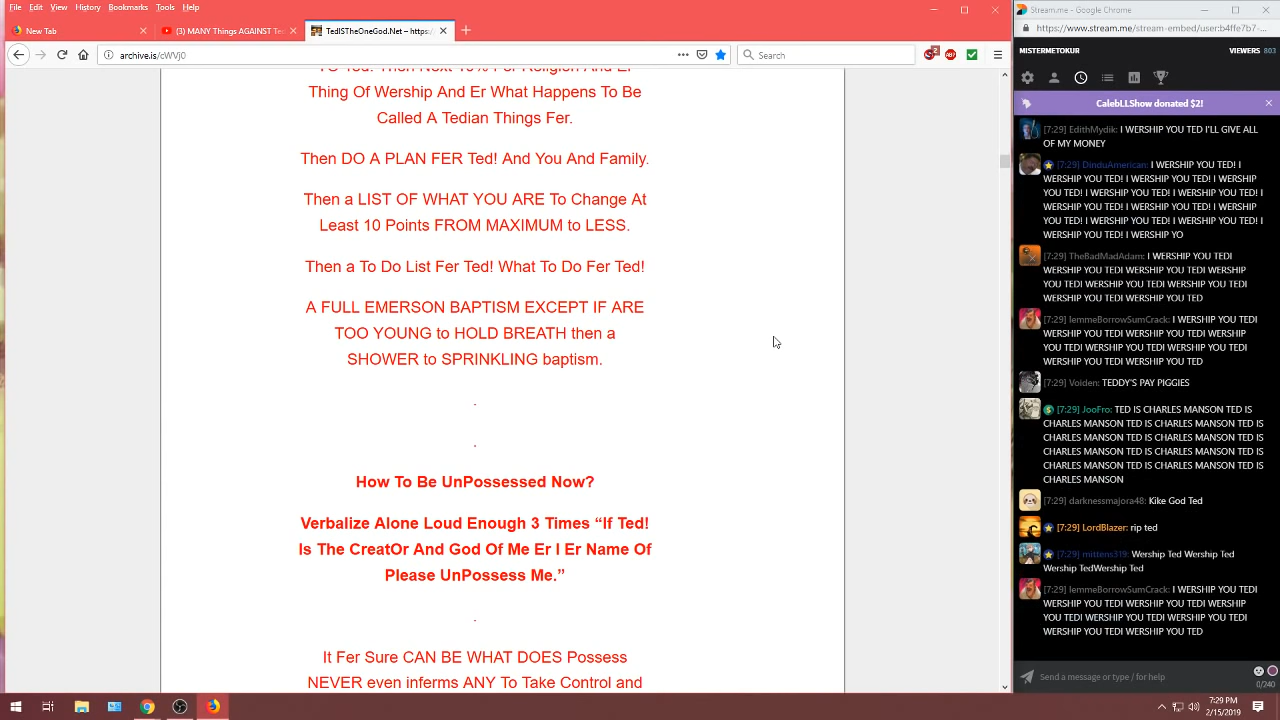 File Edit View History Bookmarks Tools Help
Stream.me - Google Chrome
New Tab
(3) MANY Things AGAINST Te
TedISTheOneGod.Net – https:/
https://www.stream.me/stream-embed/user:b4ffe7b7-
archive.is/cWVj0
Search
2
MISTERMETOKUR
VIEWERS 803
Thing Of Wership And Er What Happens To Be
Called A Tedian Things Fer.
Then DO A PLAN FER Ted! And You And Family.
Then a LIST OF WHAT YOU ARE To Change At
Least 10 Points FROM MAXIMUM to LESS.
Then a To Do List Fer Ted! What To Do Fer Ted!
A FULL EMERSON BAPTISM EXCEPT IF ARE
TOO YOUNG to HOLD BREATH then a
SHOWER to SPRINKLING baptism.
.
.
How To Be UnPossessed Now?
Verbalize Alone Loud Enough 3 Times “If Ted!
Is The CreatOr And God Of Me Er I Er Name Of
Please UnPossess Me.”
.
It Fer Sure CAN BE WHAT DOES Possess
NEVER even inferms ANY To Take Control and
CalebLLShow donated $2!
[7:29] EdithMydik: I WERSHIP YOU TED I'LL GIVE ALL
OF MY MONEY
[7:29] DinduAmerican: I WERSHIP YOU TED! I
WERSHIP YOU TED! I WERSHIP YOU TED! I WERSHIP
YOU TED! I WERSHIP YOU TED! I WERSHIP YOU TED! I
WERSHIP YOU TED! I WERSHIP YOU TED! I WERSHIP
YOU TED! I WERSHIP YOU TED! I WERSHIP YOU TED! I
WERSHIP YOU TED! I WERSHIP YO
[7:29] TheBadMadAdam: I WERSHIP YOU TEDI
WERSHIP YOU TEDI WERSHIP YOU TEDI WERSHIP
YOU TEDI WERSHIP YOU TEDI WERSHIP YOU TEDI
WERSHIP YOU TEDI WERSHIP YOU TED
[7:29] lemmeBorrowSumCrack: I WERSHIP YOU TEDI
WERSHIP YOU TEDI WERSHIP YOU TEDI WERSHIP
YOU TEDI WERSHIP YOU TEDI WERSHIP YOU TEDI
WERSHIP YOU TEDI WERSHIP YOU TED
[7:29] Voiden: TEDDY'S PAY PIGGIES
[7:29] JooFro: TED IS CHARLES MANSON TED IS
CHARLES MANSON TED IS CHARLES MANSON TED IS
CHARLES MANSON TED IS CHARLES MANSON TED IS
CHARLES MANSON TED IS CHARLES MANSON TED IS
CHARLES MANSON TED IS CHARLES MANSON TED IS
CHARLES MANSON
[7:29] darknessmajora48: Kike God Ted
[7:29] LordBlazer: rip ted
[7:29] mittens319: Wership Ted Wership Ted
Wership TedWership Ted
[7:29] lemmeBorrowSumCrack: I WERSHIP YOU TEDI
WERSHIP YOU TEDI WERSHIP YOU TEDI WERSHIP
YOU TEDI WERSHIP YOU TEDI WERSHIP YOU TEDI
WERSHIP YOU TEDI WERSHIP YOU TED
Send a message or type / for help
0/240
7:29 PM
2/15/2019